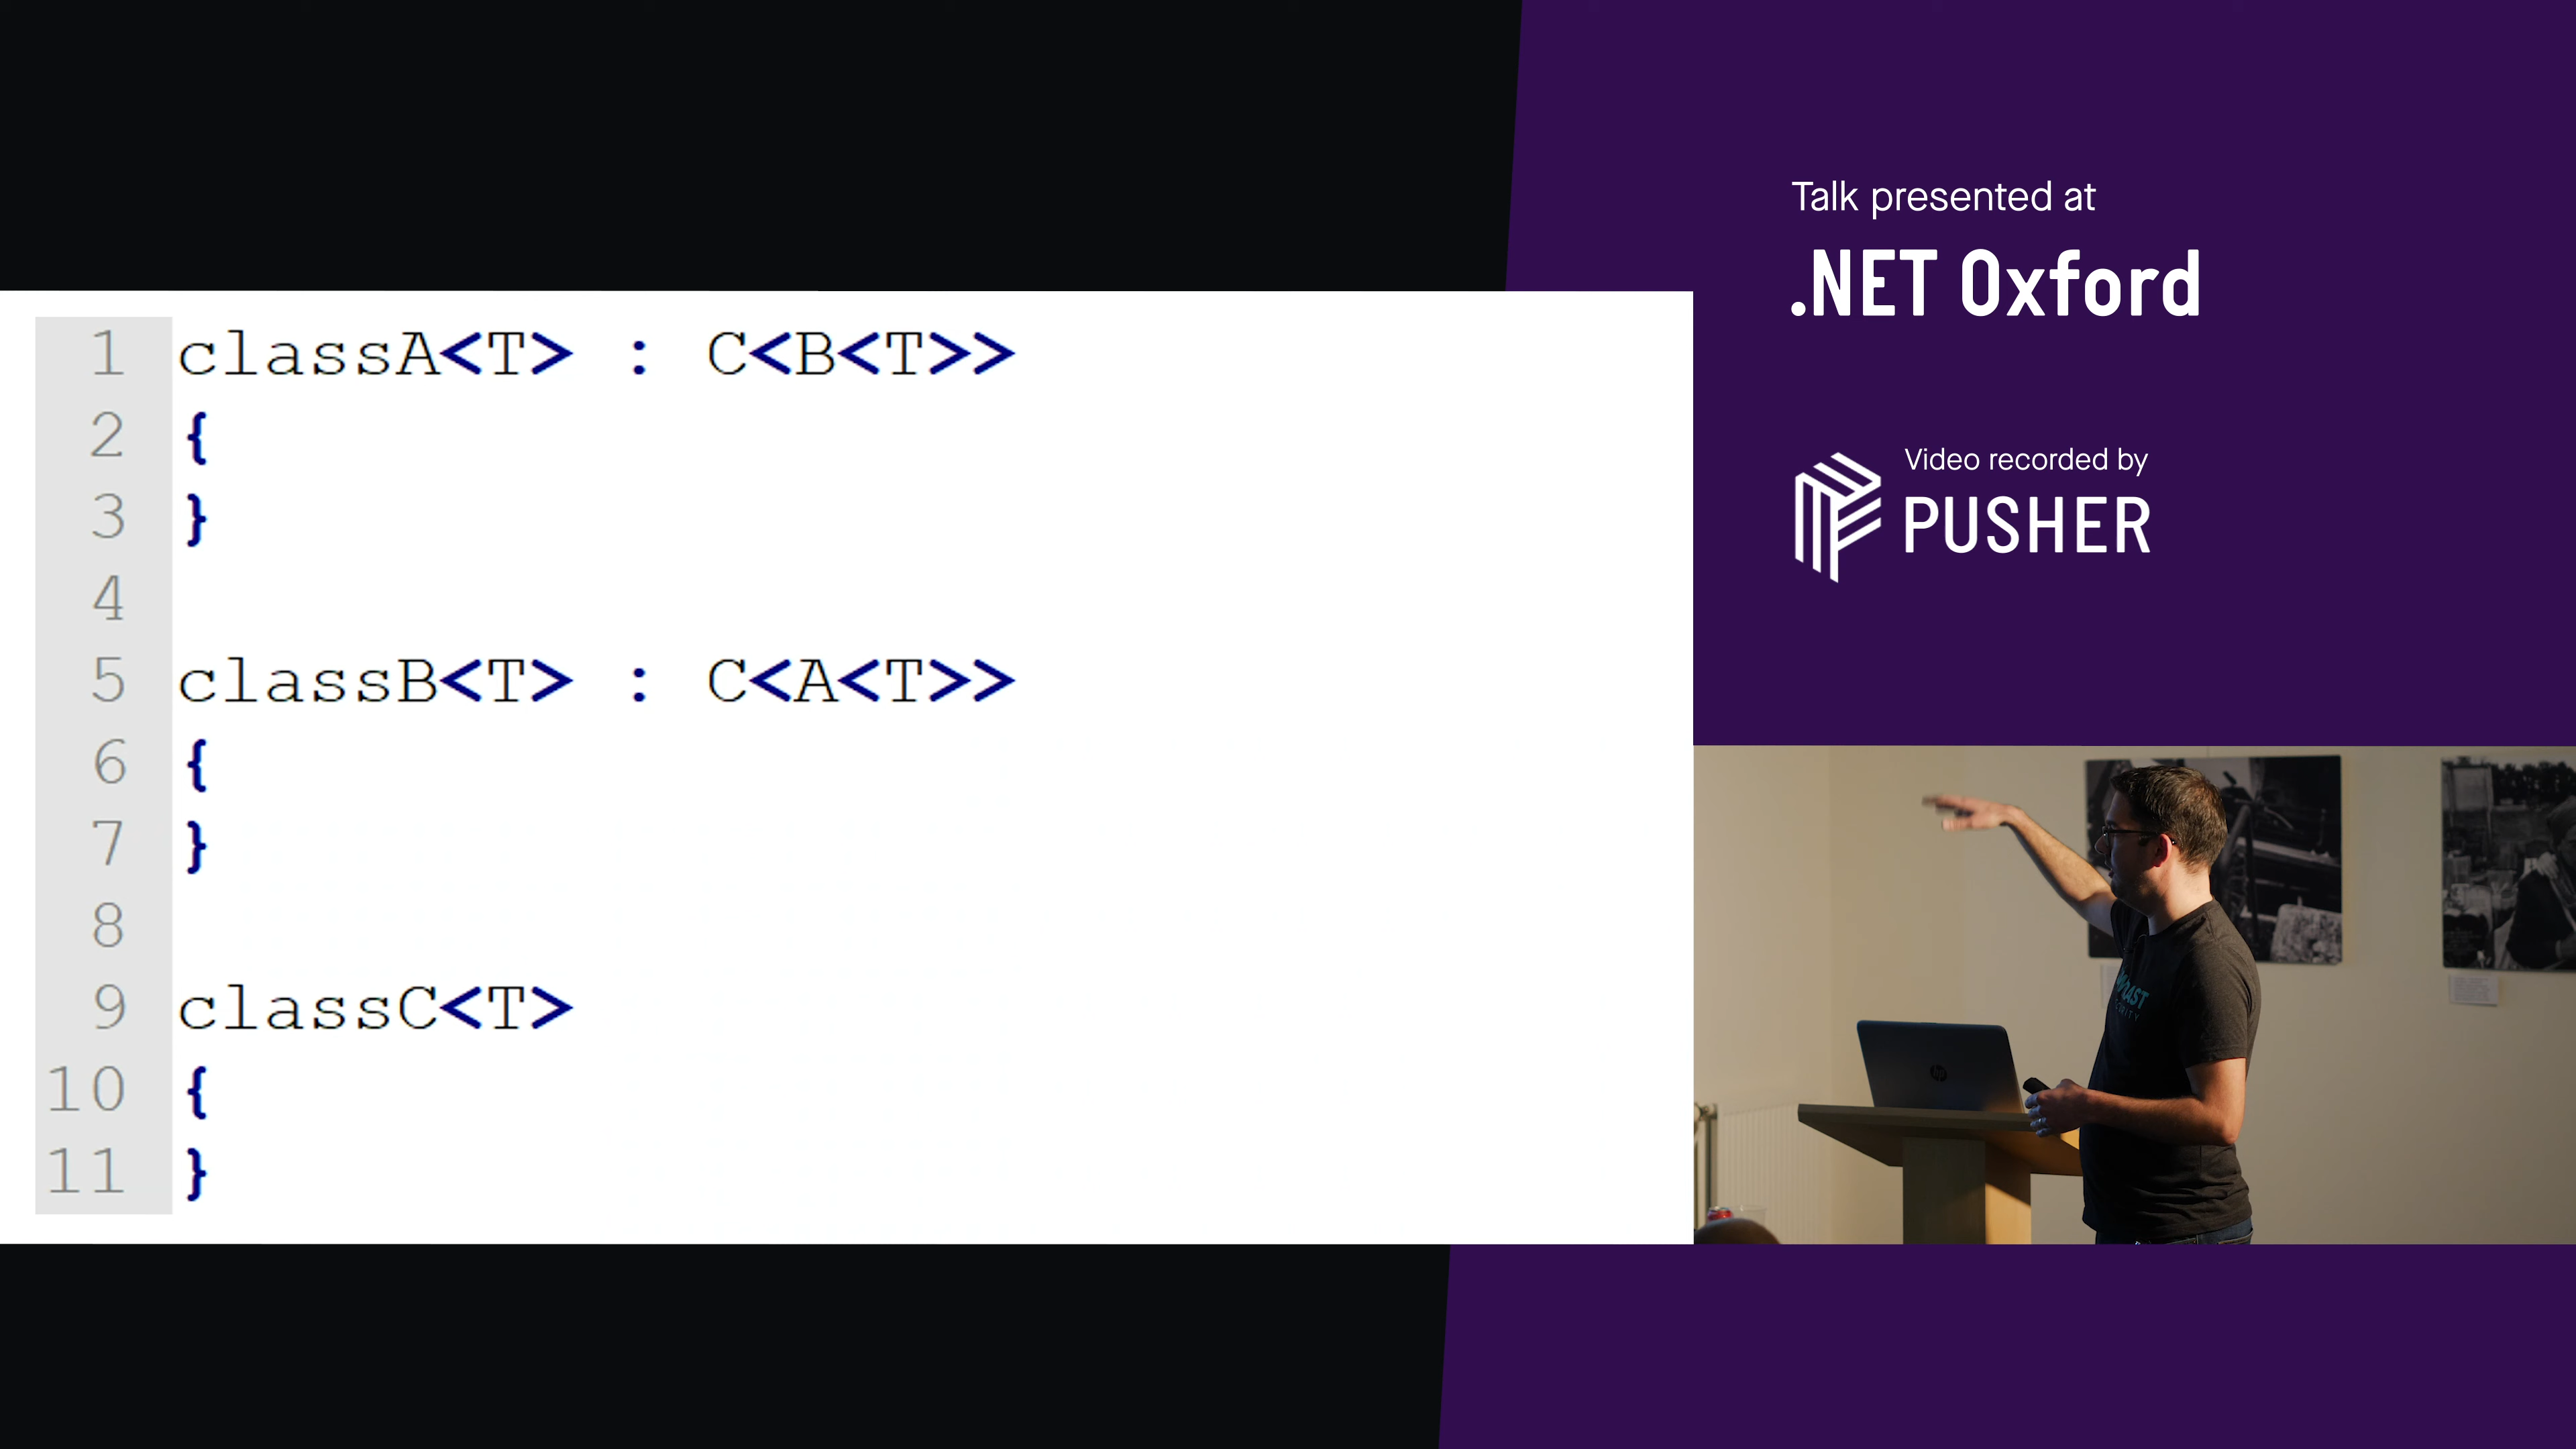 1 classA<T> : C<B<T>>
2 {
3 }
4
5 classB<T> : C<A<T>>
6 {
7 }
8
9 classC<T>
10 {
11 }
Talk presented at
.NET Oxford
Video recorded by
PUSHER